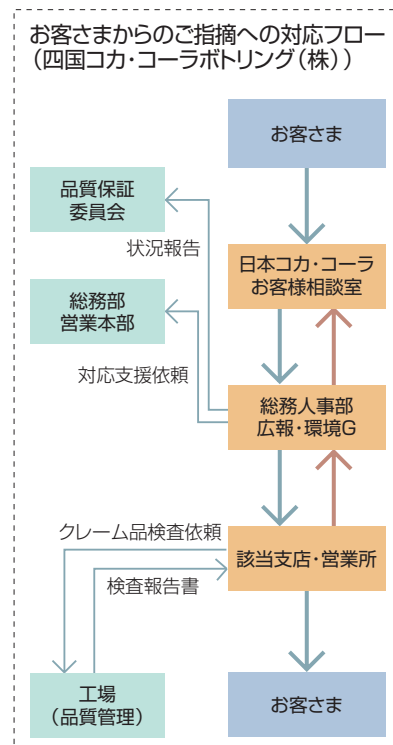 お客さまからのご指摘への対応フロー
（四国コカ・コーラボトリング（株））
お客さま
品質保証
委員会
状況報告
日本コカ・コーラ
お客様相談室
総務部
営業本部
対応支援依頼
総務人事部
広報・環境G
クレーム品検査依頼
該当支店・営業所
検査報告書
工場
（品質管理）
お客さま